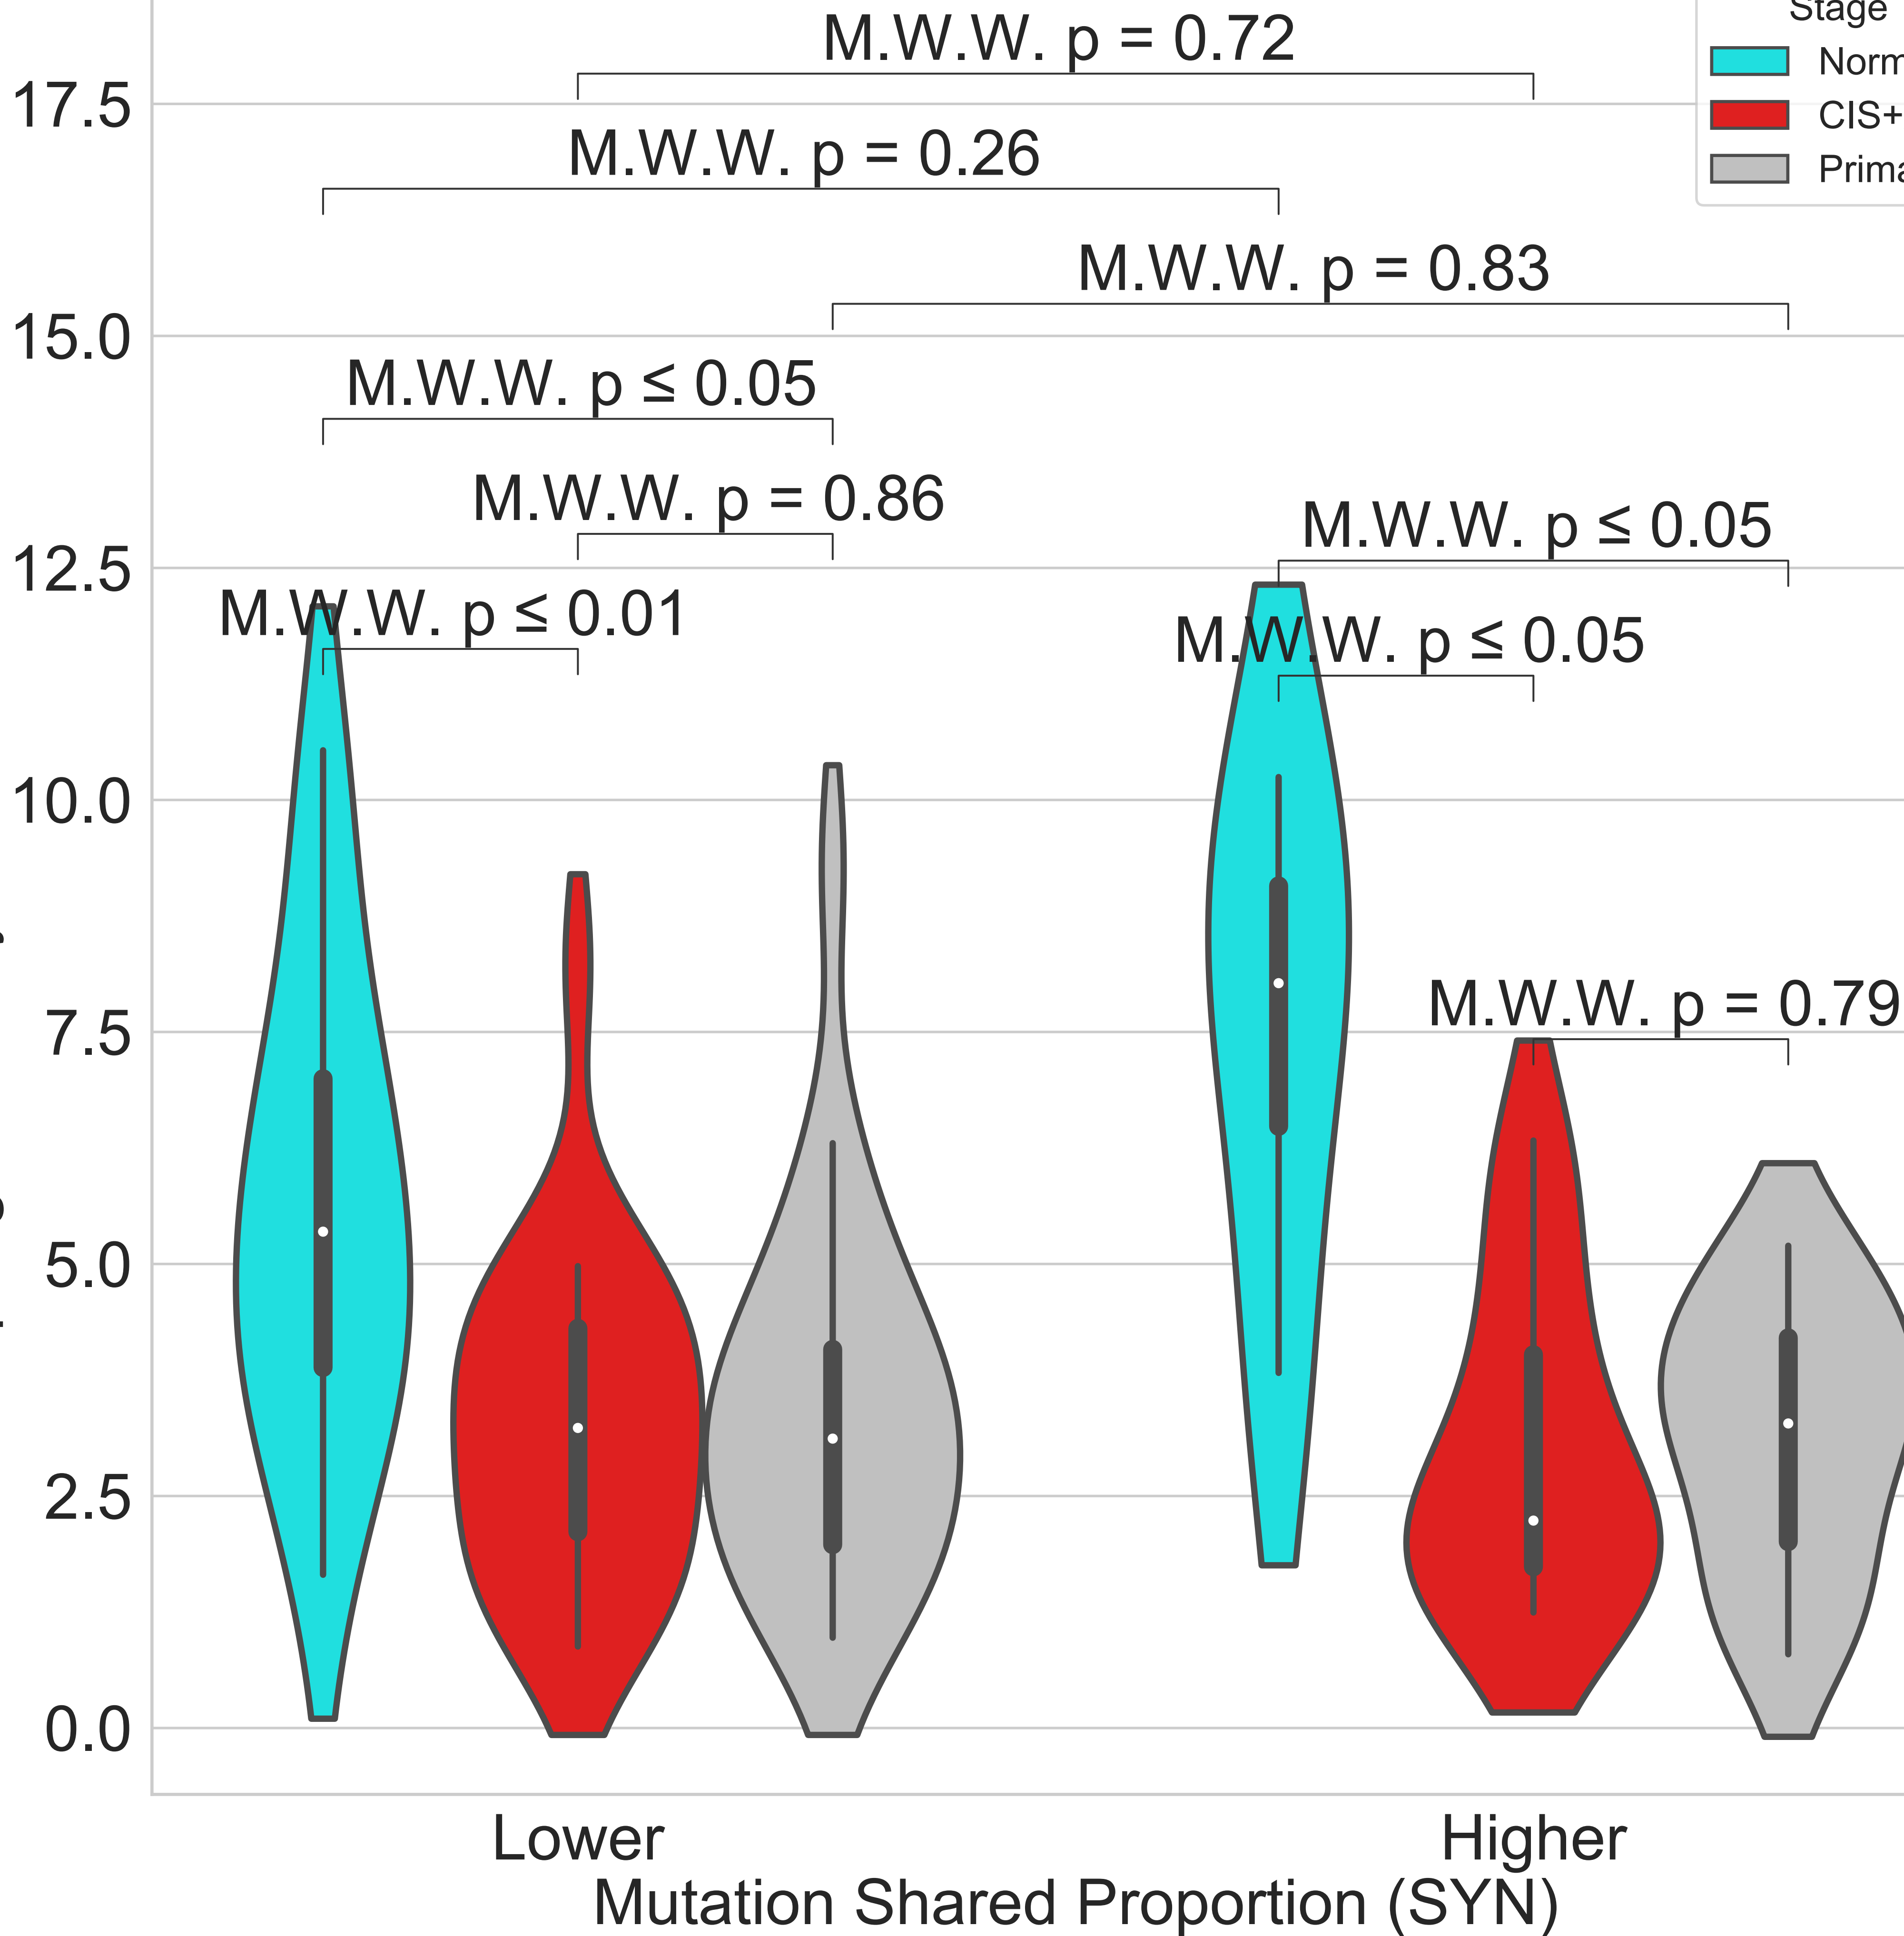 M.W.W. p = 0.72
Stage
Norm
CIS+
Prima
17.5
M.W.W. p = 0.26
M.W.W. p = 0.83
15.0
M.W.W. p ≤ 0.05
M.W.W. p = 0.86
M.W.W. p ≤ 0.05
12.5
M.W.W. p ≤ 0.01
M.W.W. p ≤ 0.05
10.0
M.W.W. p = 0.79
7.5
5.0
2.5
0.0
Lower
Higher
Mutation Shared Proportion (SYN)